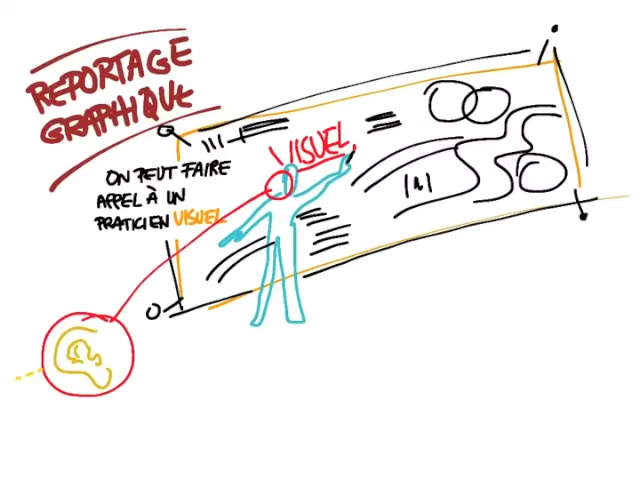 REPORTAGE
GRAPHIQUE
VISUEL
ON PEUT FAIRE
APPEL À UN
PRATICIEN VISUEL